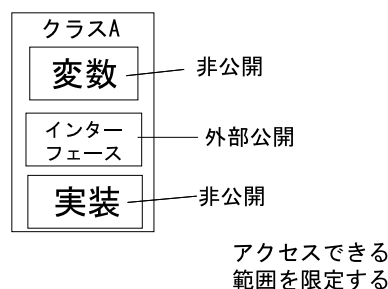 クラスA
変数
非公開
インター
フェース
外部公開
実装
非公開
アクセスできる
範囲を限定する